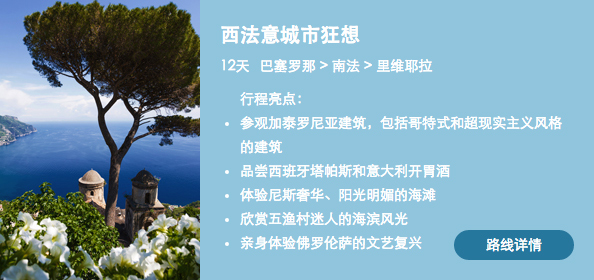 西法意城市狂想
12天 巴塞罗那 > 南法 > 里维耶拉
行程亮点：
• 参观加泰罗尼亚建筑，包括哥特式和超现实主义风格
的建筑
• 品尝西班牙塔帕斯和意大利开胃酒
• 体验尼斯奢华、阳光明媚的海滩
• 欣赏五渔村迷人的海滨风光
• 亲身体验佛罗伦萨的文艺复兴
路线详情